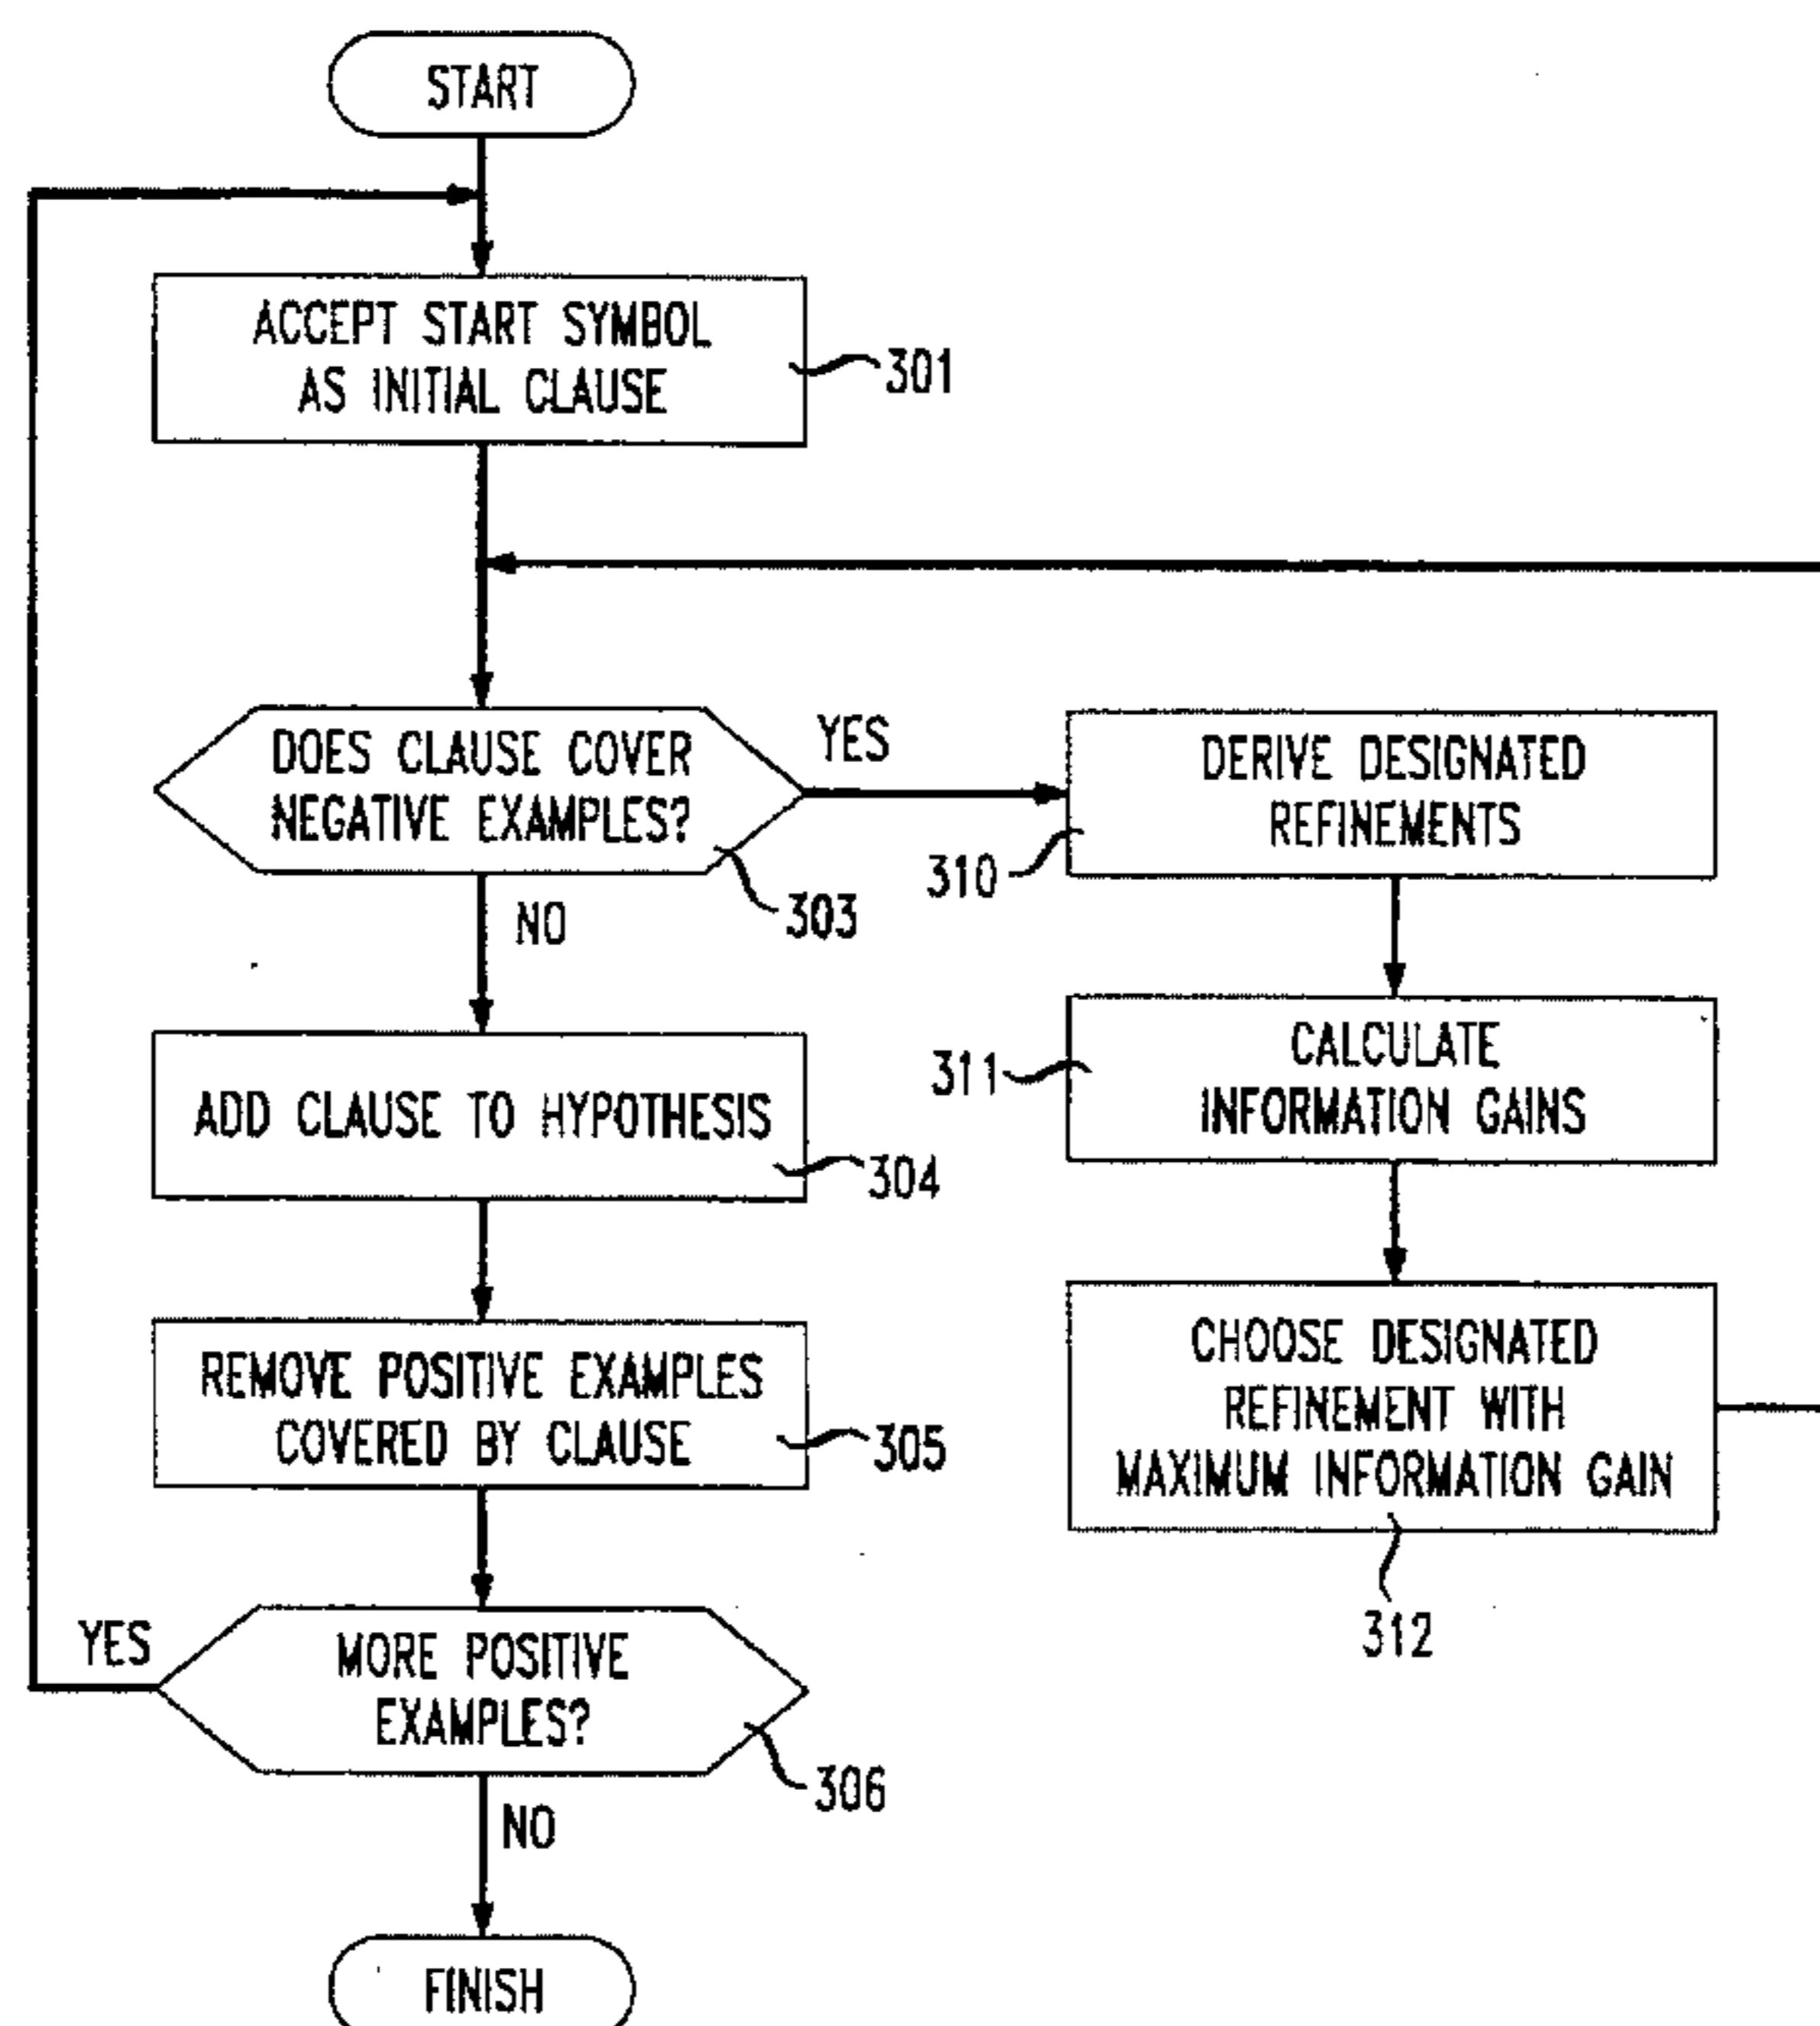 START
ACCEPT START SYMBOL
AS INITIAL CLAUSE
301
DOES CLAUSE COVER
NEGATIVE EXAMPLES?
303
YES
NO
DERIVE DESIGNATED
REFINEMENTS
310
CALCULATE
INFORMATION GAINS
311
CHOOSE DESIGNATED
REFINEMENT WITH
MAXIMUM INFORMATION GAIN
312
ADD CLAUSE TO HYPOTHESIS
304
REMOVE POSITIVE EXAMPLES
COVERED BY CLAUSE
305
MORE POSITIVE
EXAMPLES?
306
YES
NO
FINISH